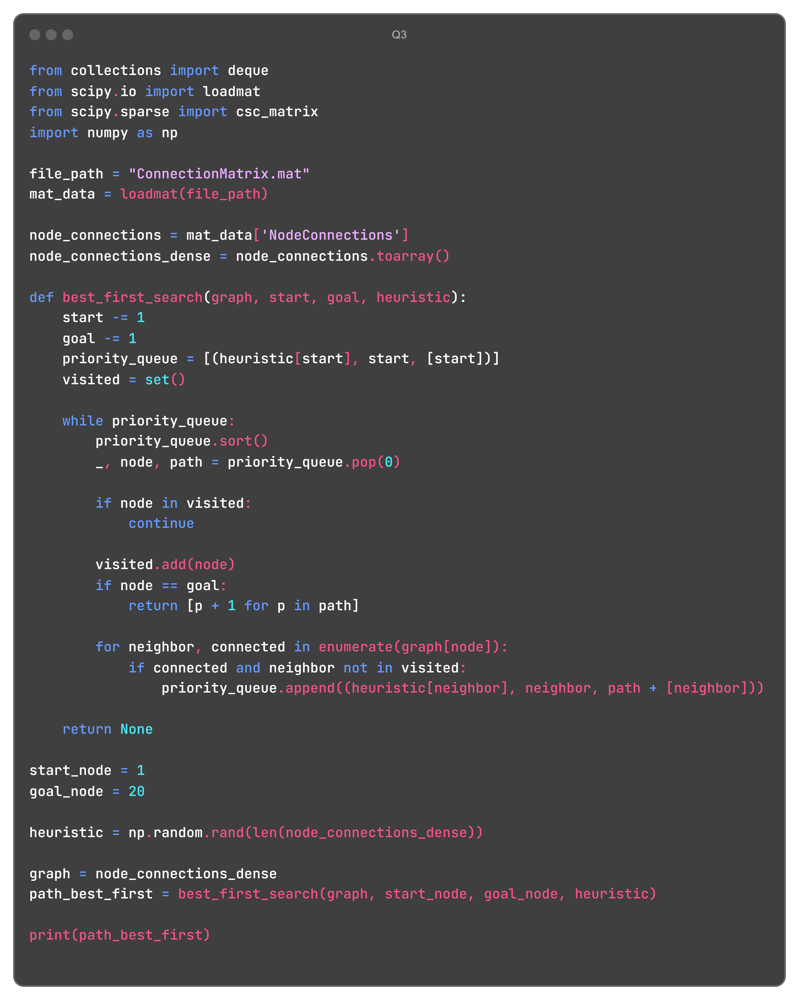 Q3
from collections import deque
from scipy.io import loadmat
from scipy.sparse import csc_matrix
import numpy as np
file_path = "ConnectionMatrix.mat"
mat_data = loadmat(file_path)
node_connections = mat_data['NodeConnections']
node_connections_dense = node_connections.toarray()
def best_first_search(graph, start, goal, heuristic):
    start -= 1
    goal -= 1
    priority_queue = [(heuristic[start], start, [start])]
    visited = set()
    while priority_queue:
        priority_queue.sort()
        _, node, path = priority_queue.pop(0)
        if node in visited:
            continue
        visited.add(node)
        if node == goal:
            return [p + 1 for p in path]
        for neighbor, connected in enumerate(graph[node]):
            if connected and neighbor not in visited:
                priority_queue.append((heuristic[neighbor], neighbor, path + [neighbor]))
    return None
start_node = 1
goal_node = 20
heuristic = np.random.rand(len(node_connections_dense))
graph = node_connections_dense
path_best_first = best_first_search(graph, start_node, goal_node, heuristic)
print(path_best_first)